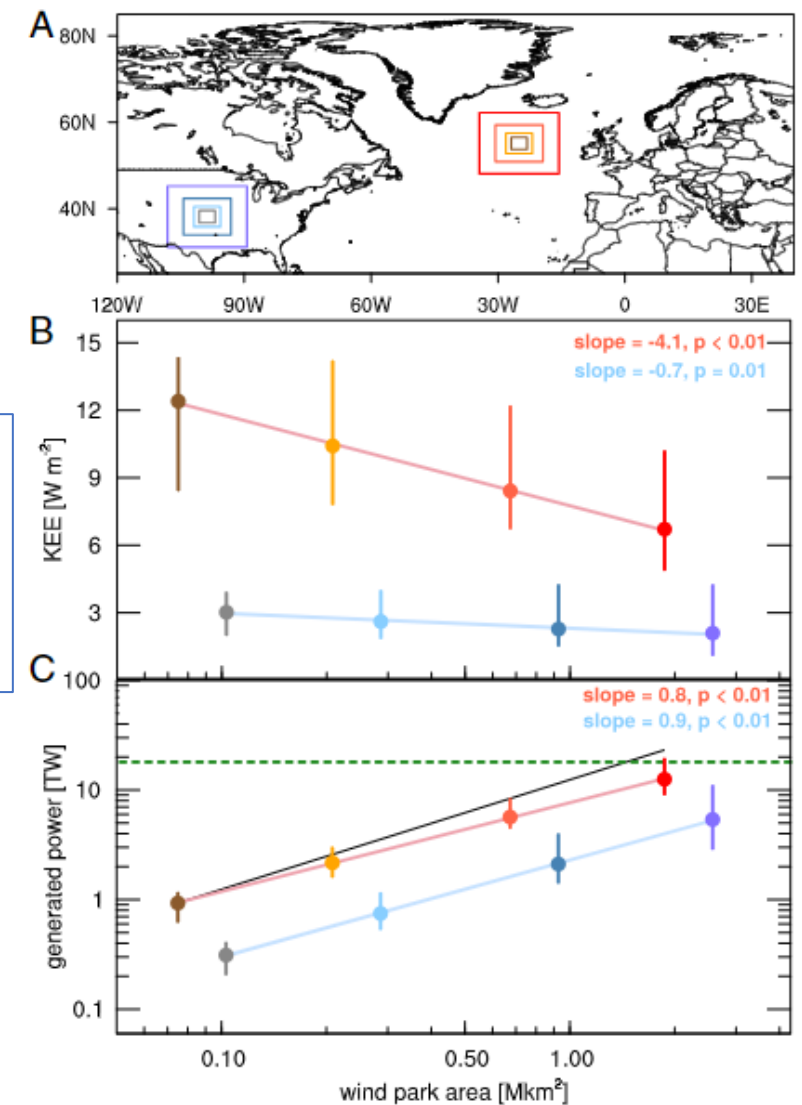 A
80N
60N
40N
120W 90W 60W 30W 0 30E
B
slope = -4.1, p < 0.01
slope = -0.7, p = 0.01
15
12
9
6
3
KEE [W m-2]
C
100
slope = 0.8, p < 0.01
slope = 0.9, p < 0.01
10
1
0.1
generated power [TW]
0.10 0.50 1.00
wind park area [Mkm²]